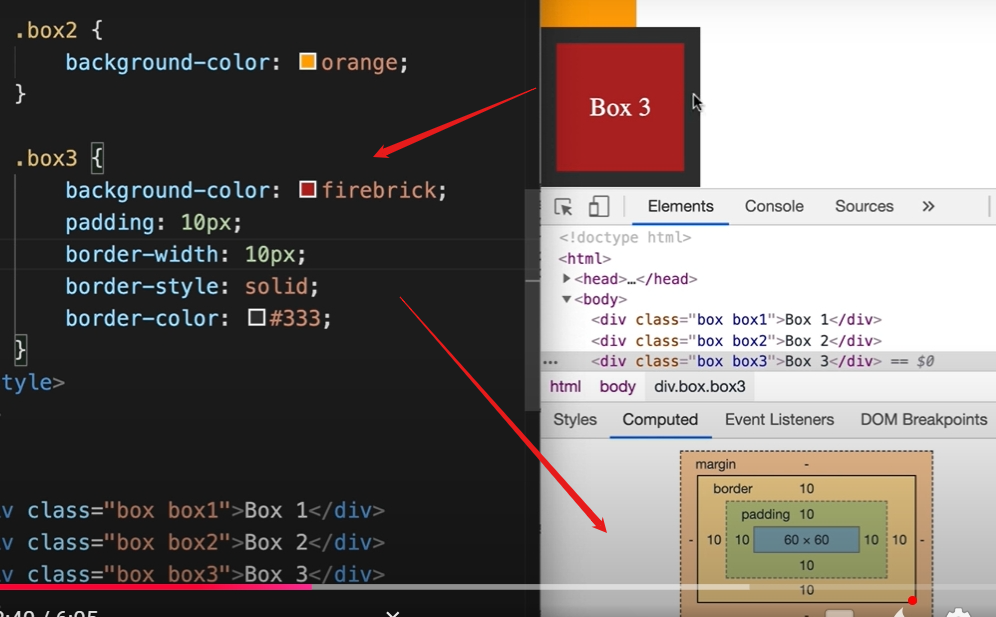 .box2 {
background-color: orange;
}
.box3 {
background-color: firebrick;
padding: 10px;
border-width: 10px;
border-style: solid;
border-color: #333;
}
tyle>
v class="box box1">Box 1</div>
v class="box box2">Box 2</div>
v class="box box3">Box 3</div>
/ 6:05
Box 3
Elements Console Sources »
<!doctype html>
<html>
▶<head>…</head>
▼<body>
<div class="box box1">Box 1</div>
<div class="box box2">Box 2</div>
... <div class="box box3">Box 3</div> == $0
html body div.box.box3
Styles Computed Event Listeners DOM Breakpoints
margin -
border 10
padding 10
- 10 10 60 × 60 10 10 -
10
10
-